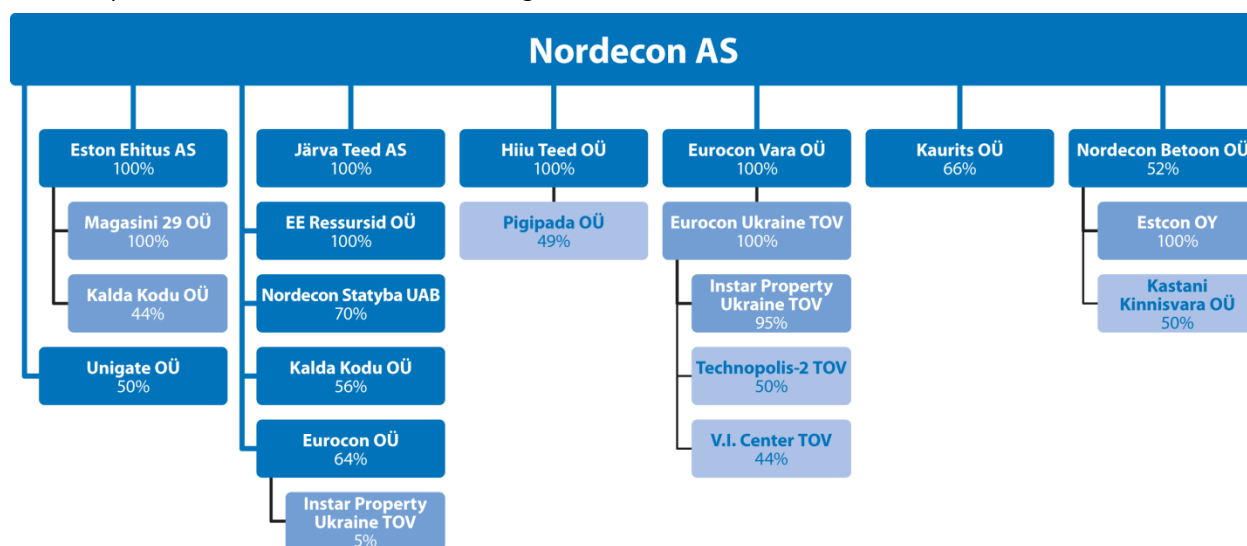 Nordecon AS
Eston Ehitus AS
100%
Magasini 29 OÜ
100%
Kalda Kodu OÜ
44%
Unigate OÜ
50%
Järva Teed AS
100%
EE Ressursid OÜ
100%
Nordecon Statyba UAB
70%
Kalda Kodu OÜ
56%
Eurocon OÜ
64%
Instar Property
Ukraine TOV
5%
Hiiu Teed OÜ
100%
Pigipada OÜ
49%
Eurocon Vara OÜ
100%
Eurocon Ukraine TOV
100%
Instar Property
Ukraine TOV
95%
Technopolis-2 TOV
50%
V.I. Center TOV
44%
Kaurits OÜ
66%
Nordecon Betoon OÜ
52%
Estcon OY
100%
Kastani
Kinnisvara OÜ
50%